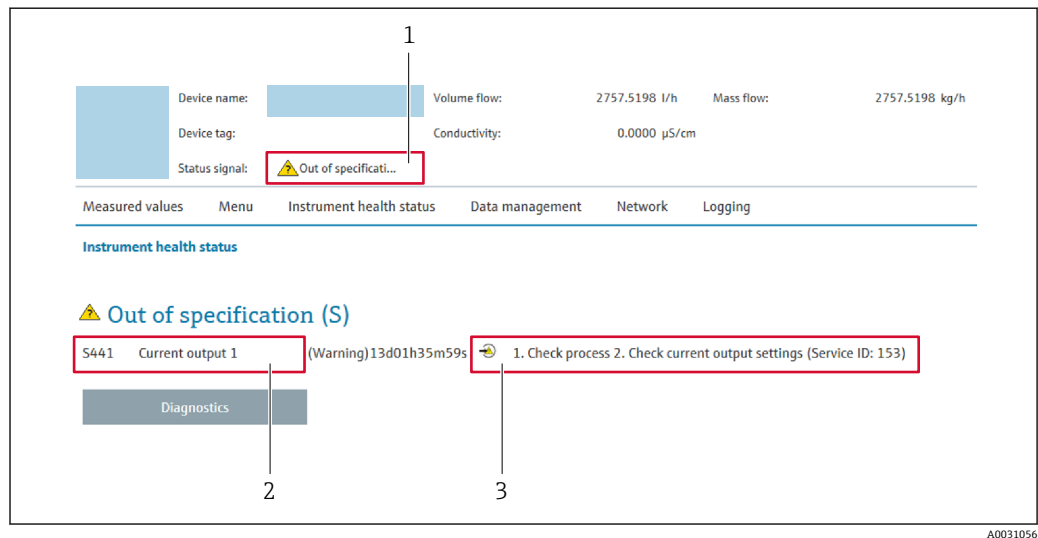 1
Device name: Volume flow: 2757.5198 l/h Mass flow: 2757.5198 kg/h
Device tag: Conductivity: 0.0000 µS/cm
Status signal: Out of specificati...
Measured values Menu Instrument health status Data management Network Logging
Instrument health status
Out of specification (S)
S441 Current output 1 (Warning)13d01h35m59s 1. Check process 2. Check current output settings (Service ID: 153)
Diagnostics
2 3
A0031056